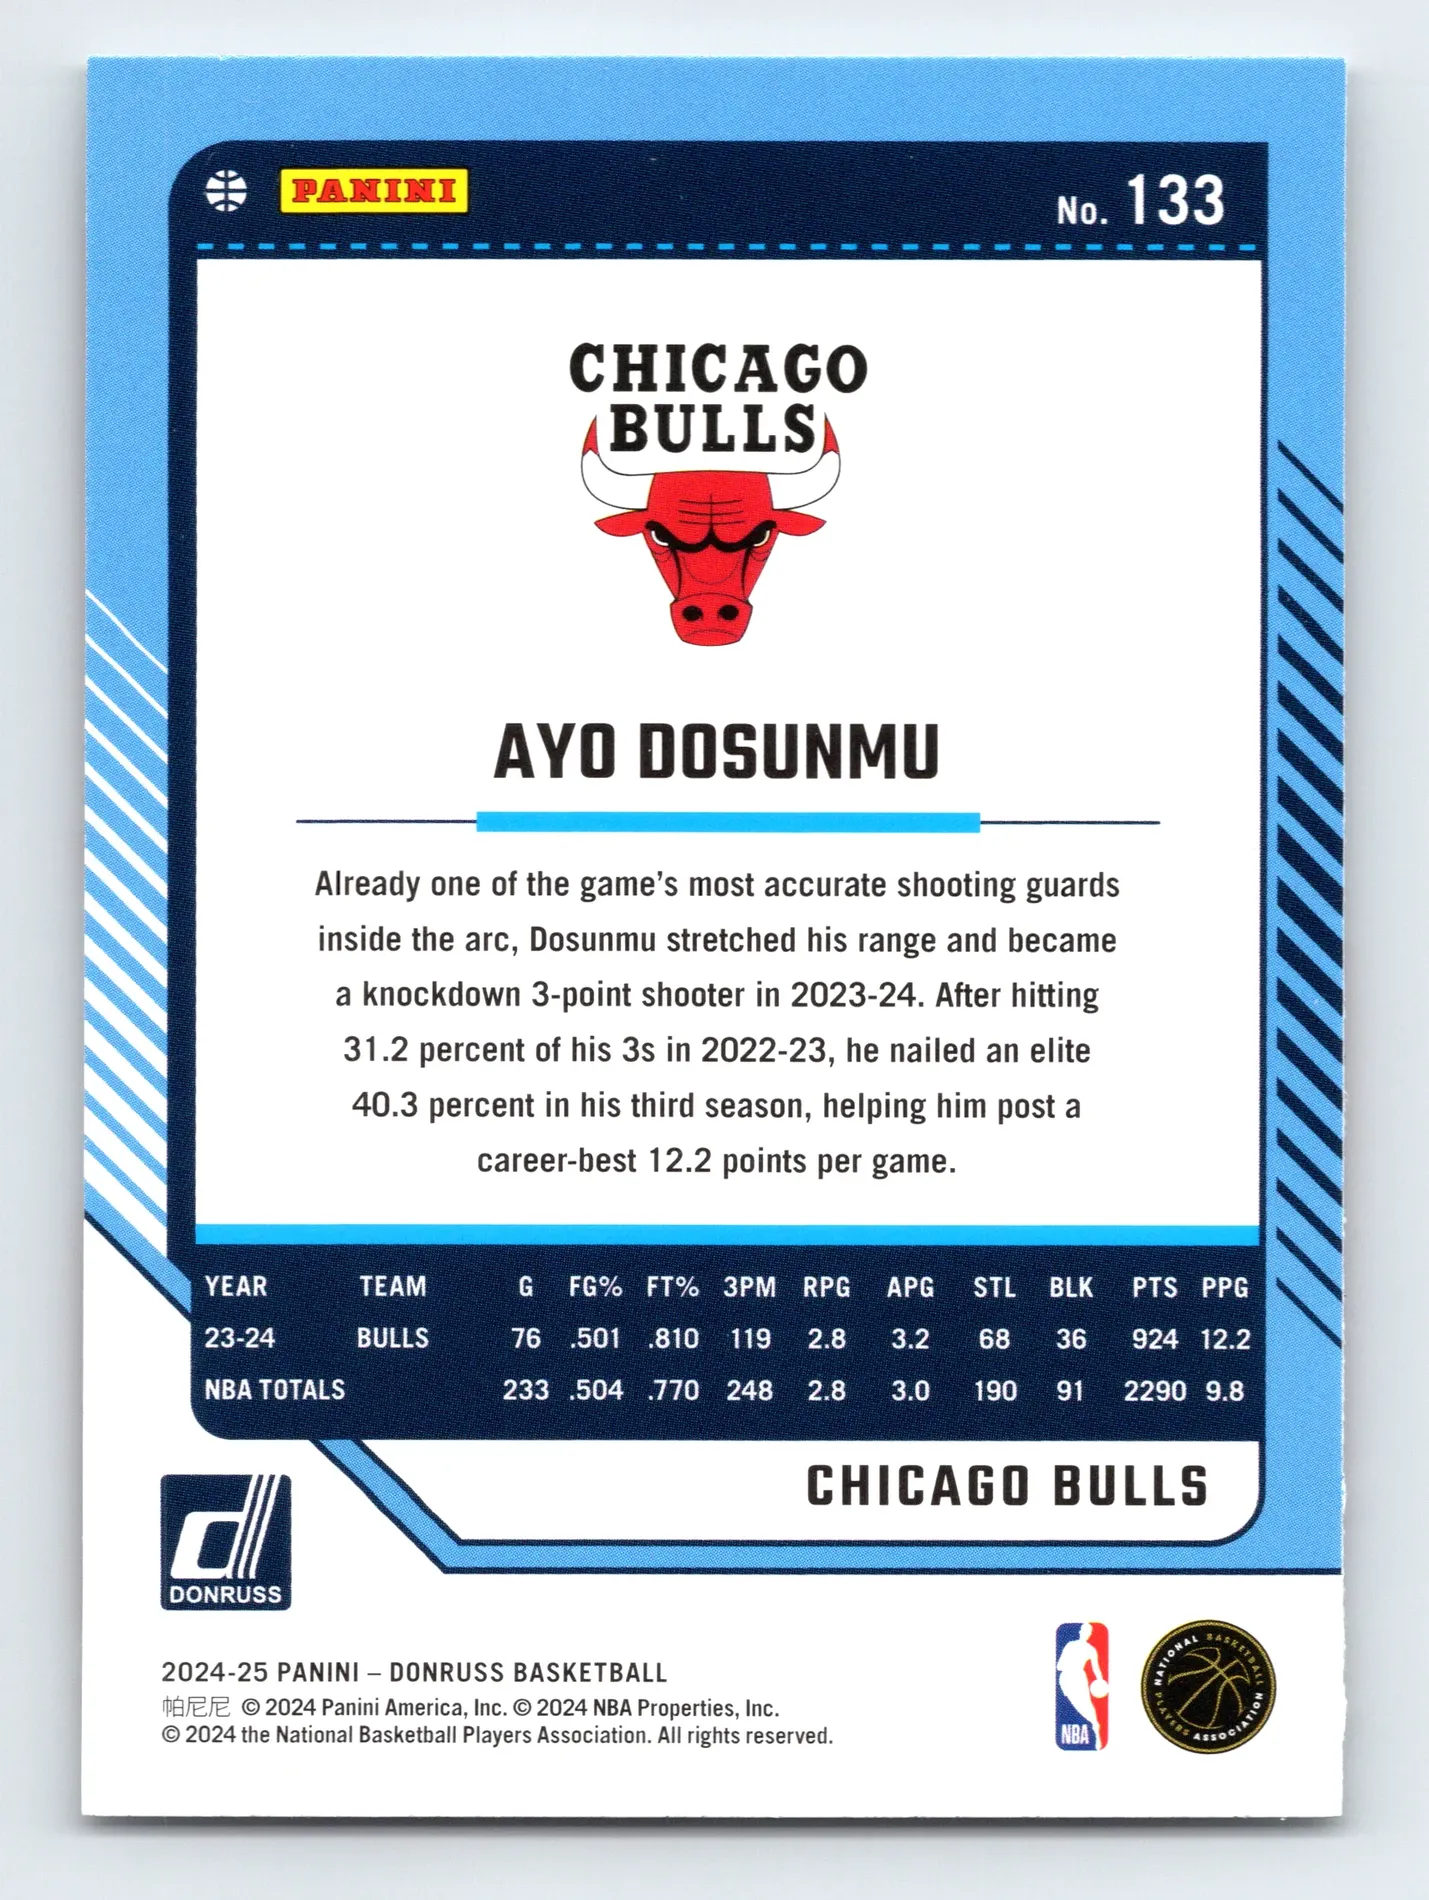 PANINI
No. 133
CHICAGO
BULLS
AYO DOSUNMU
Already one of the game's most accurate shooting guards
inside the arc, Dosunmu stretched his range and became
a knockdown 3-point shooter in 2023-24. After hitting
31.2 percent of his 3s in 2022-23, he nailed an elite
40.3 percent in his third season, helping him post a
career-best 12.2 points per game.
YEAR TEAM G FG% FT% 3PM RPG APG STL BLK PTS PPG
23-24 BULLS 76 .501 .810 119 2.8 3.2 68 36 924 12.2
NBA TOTALS 233 .504 .770 248 2.8 3.0 190 91 2290 9.8
CHICAGO BULLS
d
DONRUSS
2024-25 PANINI – DONRUSS BASKETBALL
帕尼尼 © 2024 Panini America, Inc. © 2024 NBA Properties, Inc.
© 2024 the National Basketball Players Association. All rights reserved.
NBA
NATIONAL BASKETBALL
PLAYERS ASSOCIATION